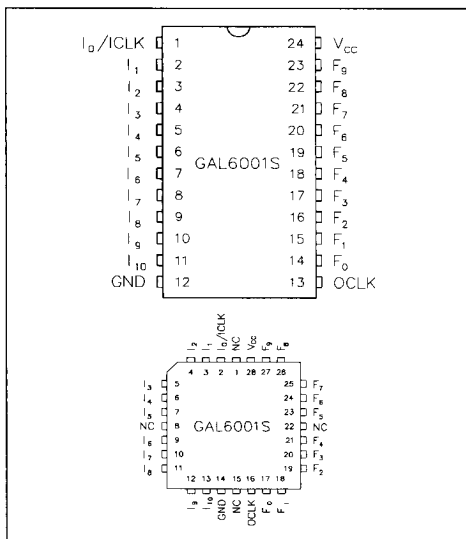 I0/ICLK 1 24 VCC
I1 2 23 F9
I2 3 22 F8
I3 4 21 F7
I4 5 20 F6
I5 6 19 F5
GAL6001S
I6 7 18 F4
I7 8 17 F3
I8 9 16 F2
I9 10 15 F1
I10 11 14 F0
GND 12 13 OCLK
I2 I1 I0/ICLK NC VCC F9 F8
4 3 2 1 28 27 26
I3 5 25 F7
I4 6 24 F6
I5 7 23 F5
NC 8 GAL6001S 22 NC
I6 9 21 F4
I7 10 20 F3
I8 11 19 F2
12 13 14 15 16 17 18
I9 I10 GND NC OCLK F0 F1